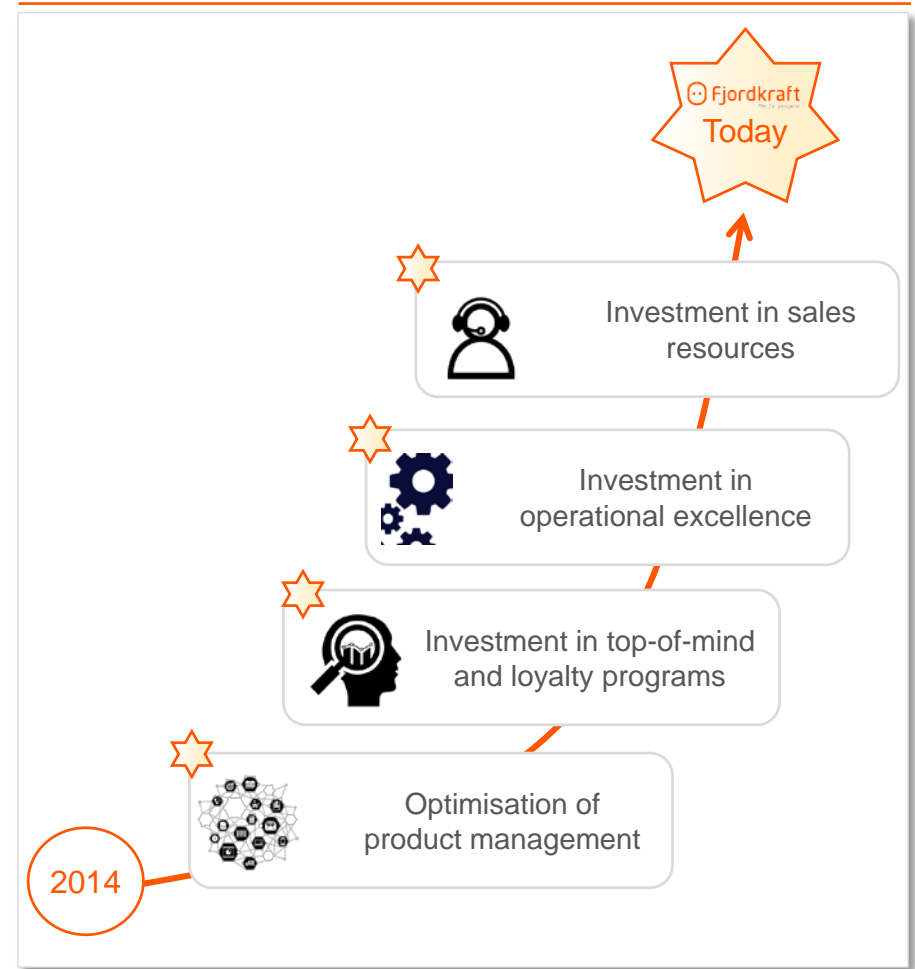 Fjordkraft
Today
Investment in sales
resources
Investment in
operational excellence
Investment in top-of-mind
and loyalty programs
Optimisation of
product management
2014